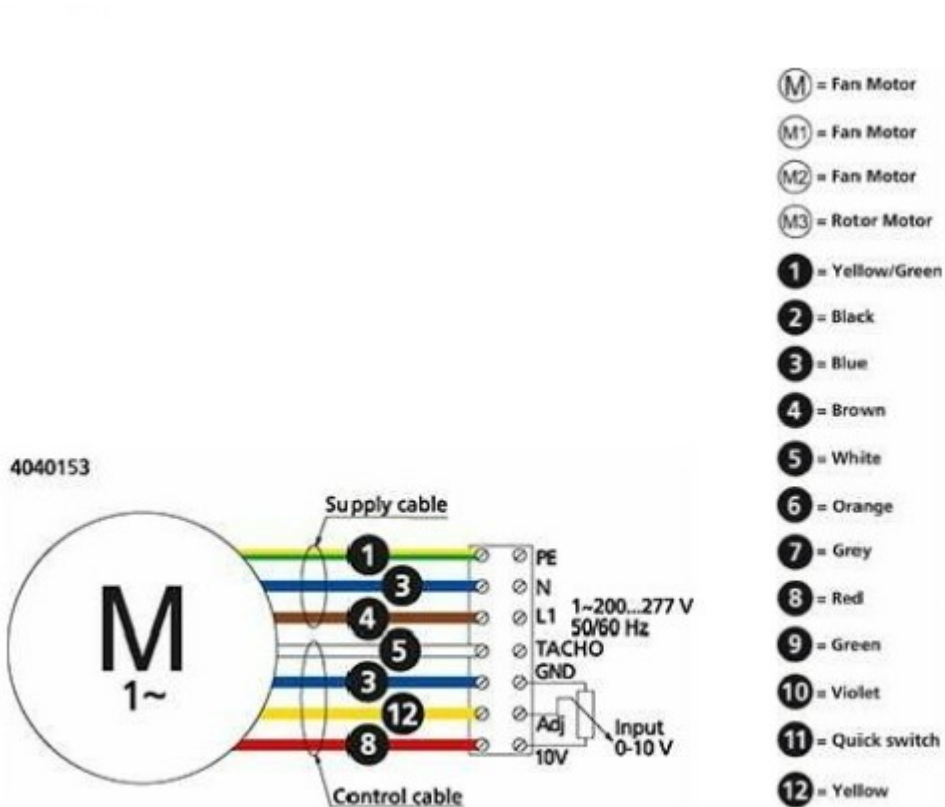 M = Fan Motor
M1 = Fan Motor
M2 = Fan Motor
M3 = Rotor Motor
1 = Yellow/Green
2 = Black
3 = Blue
4 = Brown
5 = White
6 = Orange
7 = Grey
8 = Red
9 = Green
10 = Violet
11 = Quick switch
12 = Yellow
4040153
Supply cable
M
1~
1
3
4
5
3
12
8
PE
N
L1
TACHO
GND
Adj
10V
1~200...277 V
50/60 Hz
Input
0-10 V
Control cable